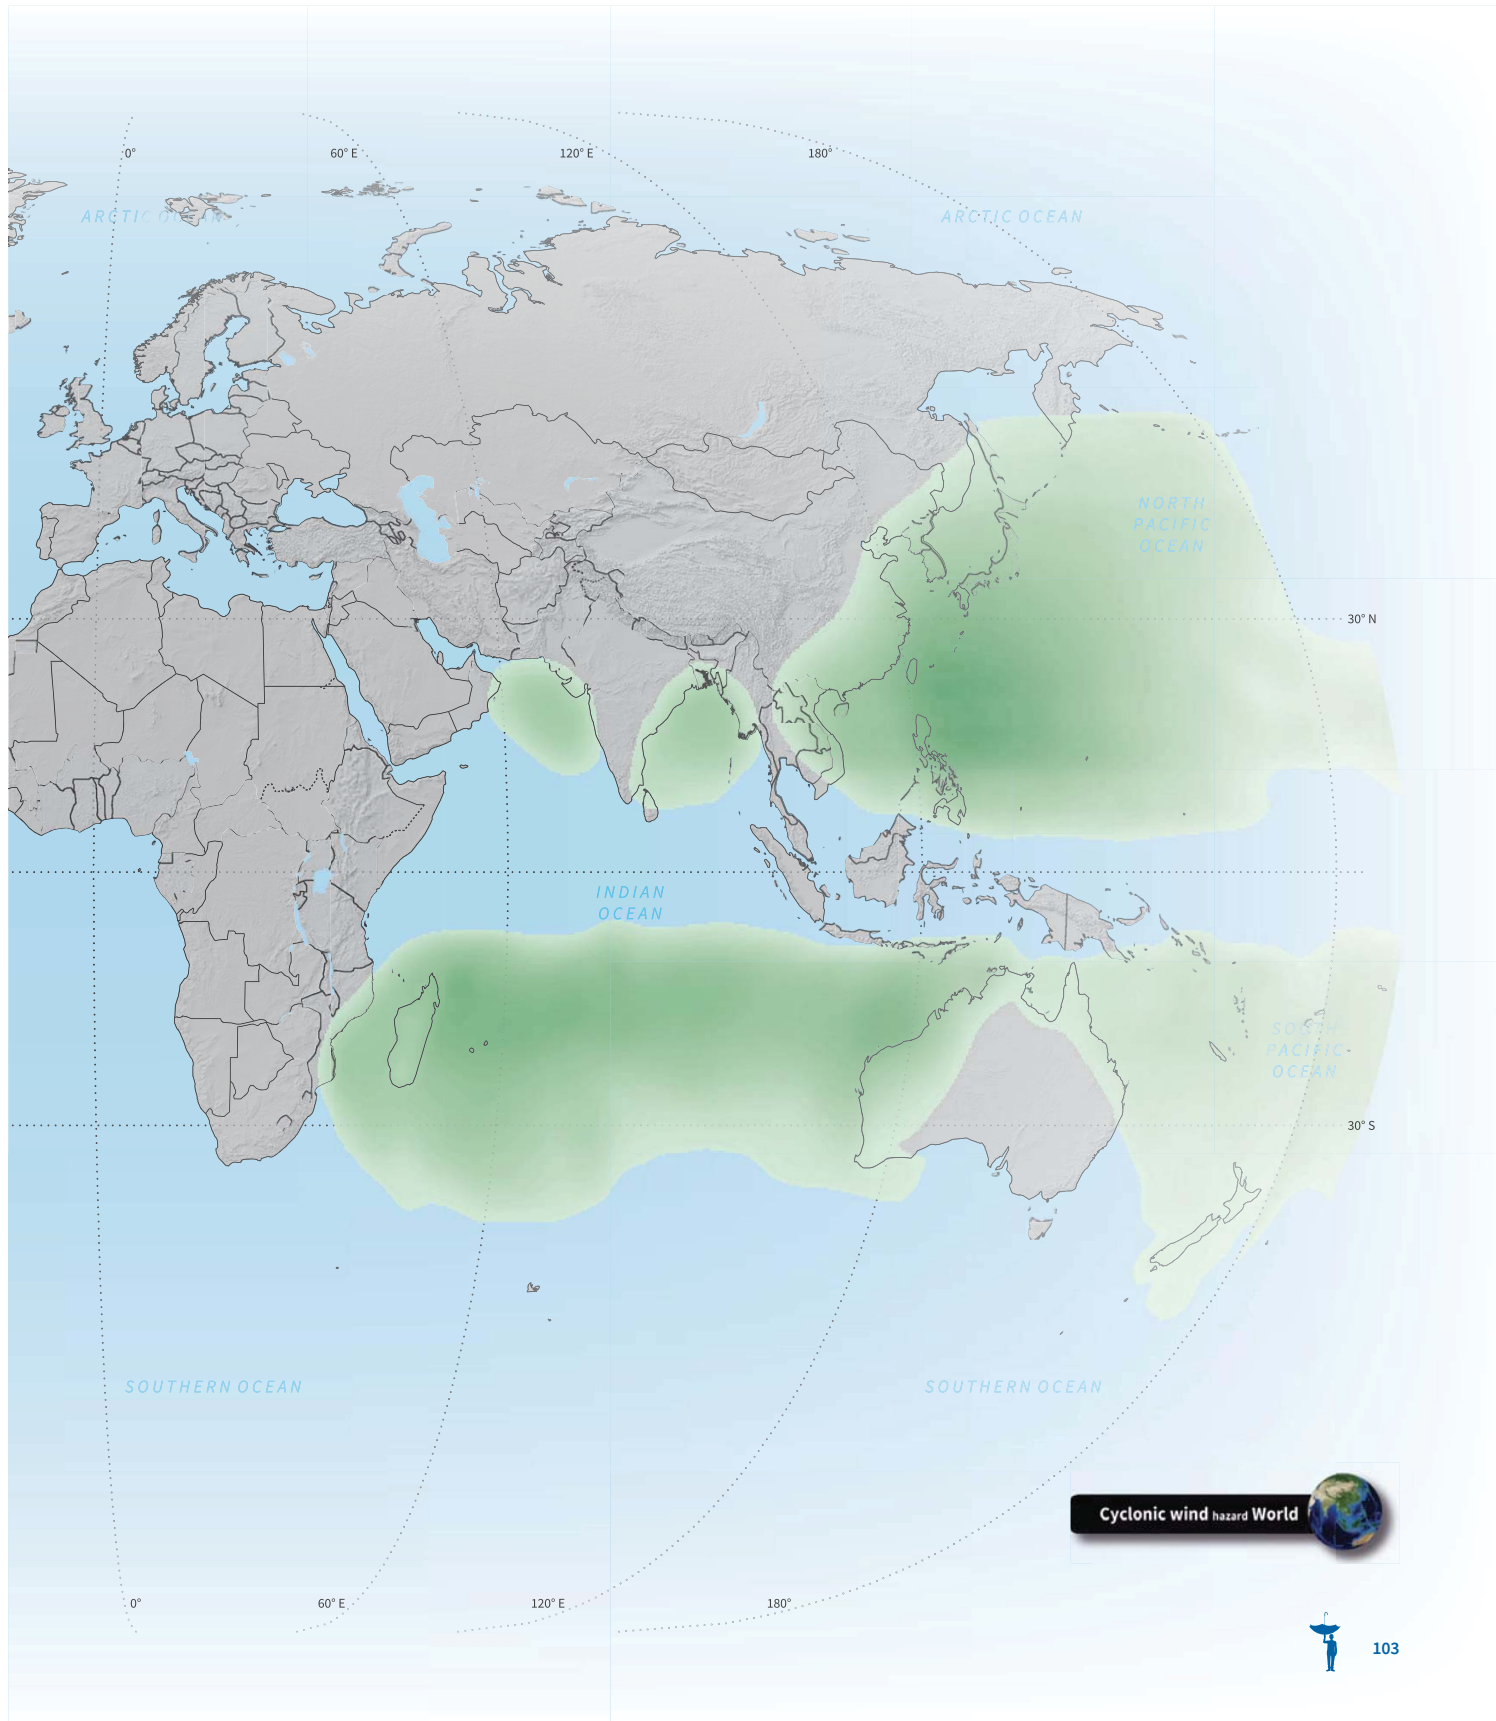 0°
60° E
120° E
180°
ARCTIC OCEAN
ARCTIC OCEAN
NORTH
PACIFIC
OCEAN
30° N
INDIAN
OCEAN
SOUTH
PACIFIC
OCEAN
30° S
SOUTHERN OCEAN
SOUTHERN OCEAN
Cyclonic wind hazard World
0°
60° E
120° E
180°
103